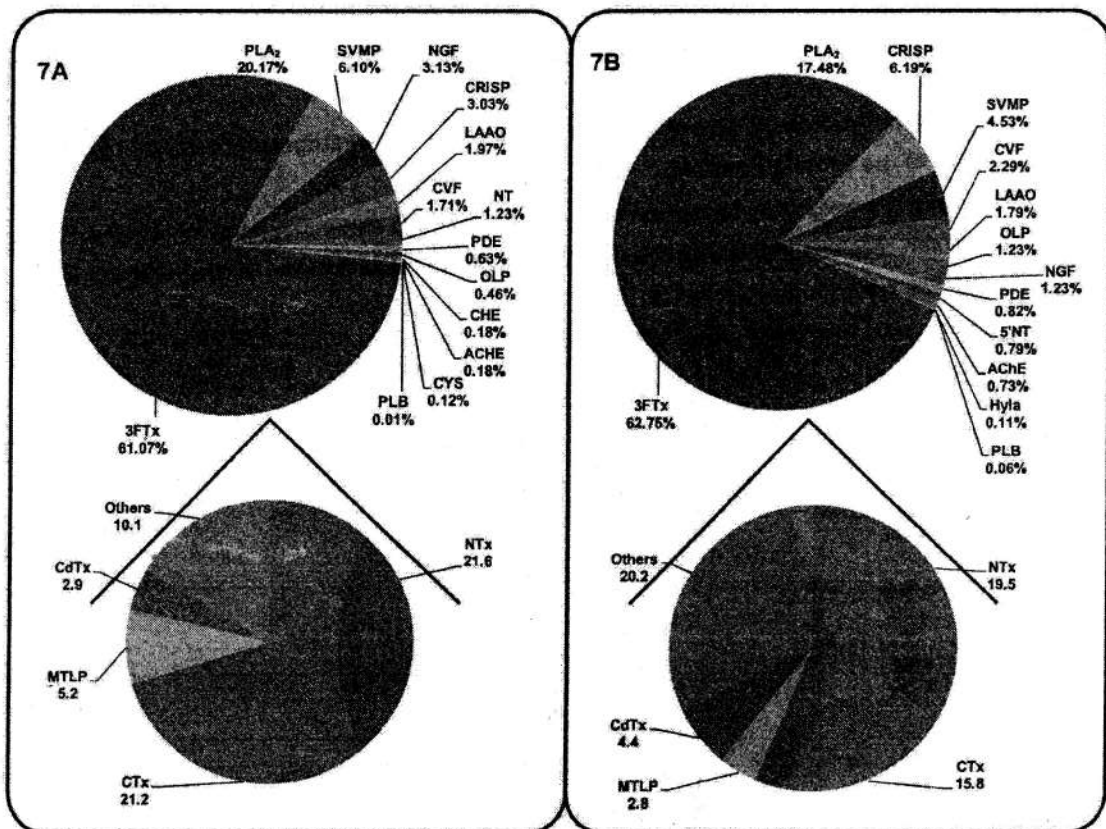 7A
PLA₂
20.17%
SVMP
6.10%
NGF
3.13%
CRISP
3.03%
LAAO
1.97%
CVF
1.71%
NT
1.23%
PDE
0.63%
OLP
0.46%
CHE
0.18%
ACHE
0.18%
CYS
0.12%
PLB
0.01%
3FTx
61.07%
Others
10.1
NTx
21.6
CdTx
2.9
MTLP
5.2
CTx
21.2
7B
PLA₂
17.48%
CRISP
6.19%
SVMP
4.53%
CVF
2.29%
LAAO
1.79%
OLP
1.23%
NGF
1.23%
PDE
0.82%
5'NT
0.79%
AChE
0.73%
Hyla
0.11%
PLB
0.06%
3FTx
62.75%
Others
20.2
NTx
19.5
CdTx
4.4
MTLP
2.8
CTx
15.8